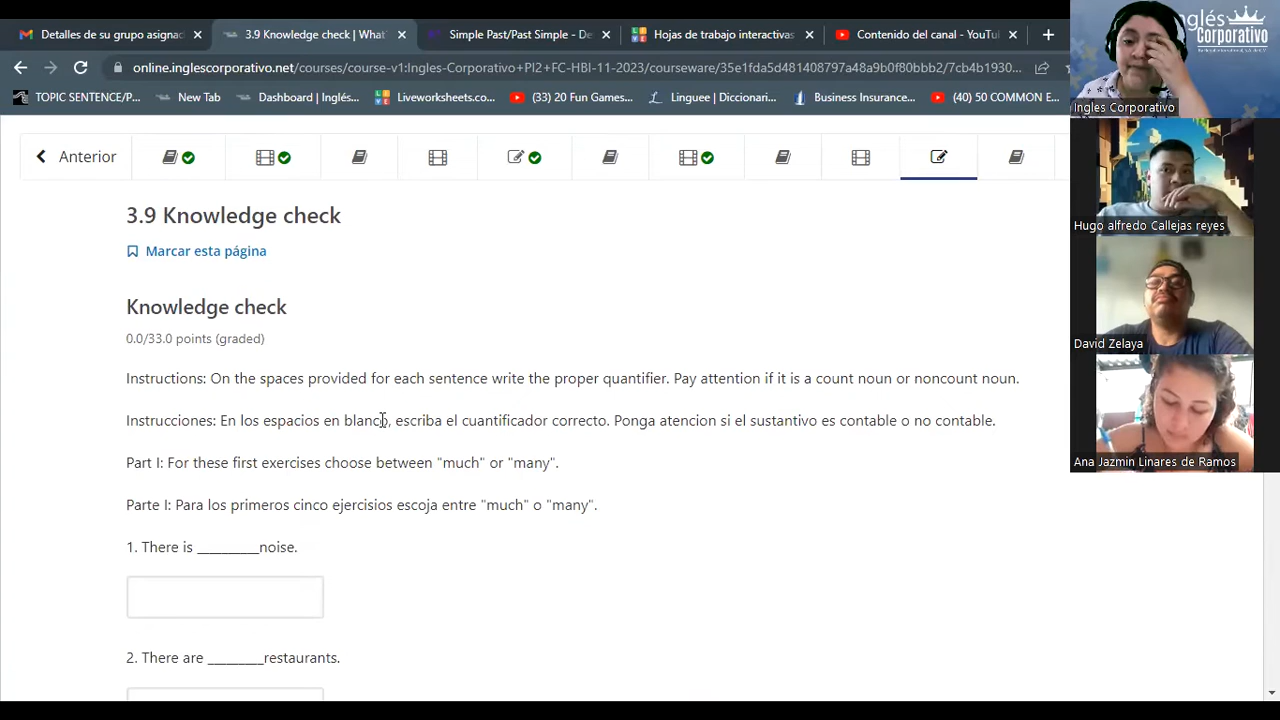 Detalles de su grupo asignac
3.9 Knowledge check | What'
Simple Past/Past Simple - De
Hojas de trabajo interactivas
Contenido del canal - YouTu
online.inglescorporativo.net/courses/course-v1:Ingles-Corporativo+PI2+PC-HBI-11-2023/courseware/35e1fda5d481408797a48a9b0f80bbb2/7cb4b1930...
TOPIC SENTENCE/P...
New Tab
Dashboard | Inglés...
Liveworksheets.co...
(33) 20 Fun Games...
Linguee | Diccionari...
Business Insurance...
(40) 50 COMMON E...
Inglés
Corporativo
Ingles Corporativo
Hugo alfredo Callejas reyes
David Zelaya
Ana Jazmin Linares de Ramos
Anterior
3.9 Knowledge check
Marcar esta página
Knowledge check
0.0/33.0 points (graded)
Instructions: On the spaces provided for each sentence write the proper quantifier. Pay attention if it is a count noun or noncount noun.
Instrucciones: En los espacios en blanco, escriba el cuantificador correcto. Ponga atencion si el sustantivo es contable o no contable.
Part I: For these first exercises choose between "much" or "many".
Parte I: Para los primeros cinco ejercisios escoja entre "much" o "many".
1. There is _________noise.
2. There are ________restaurants.